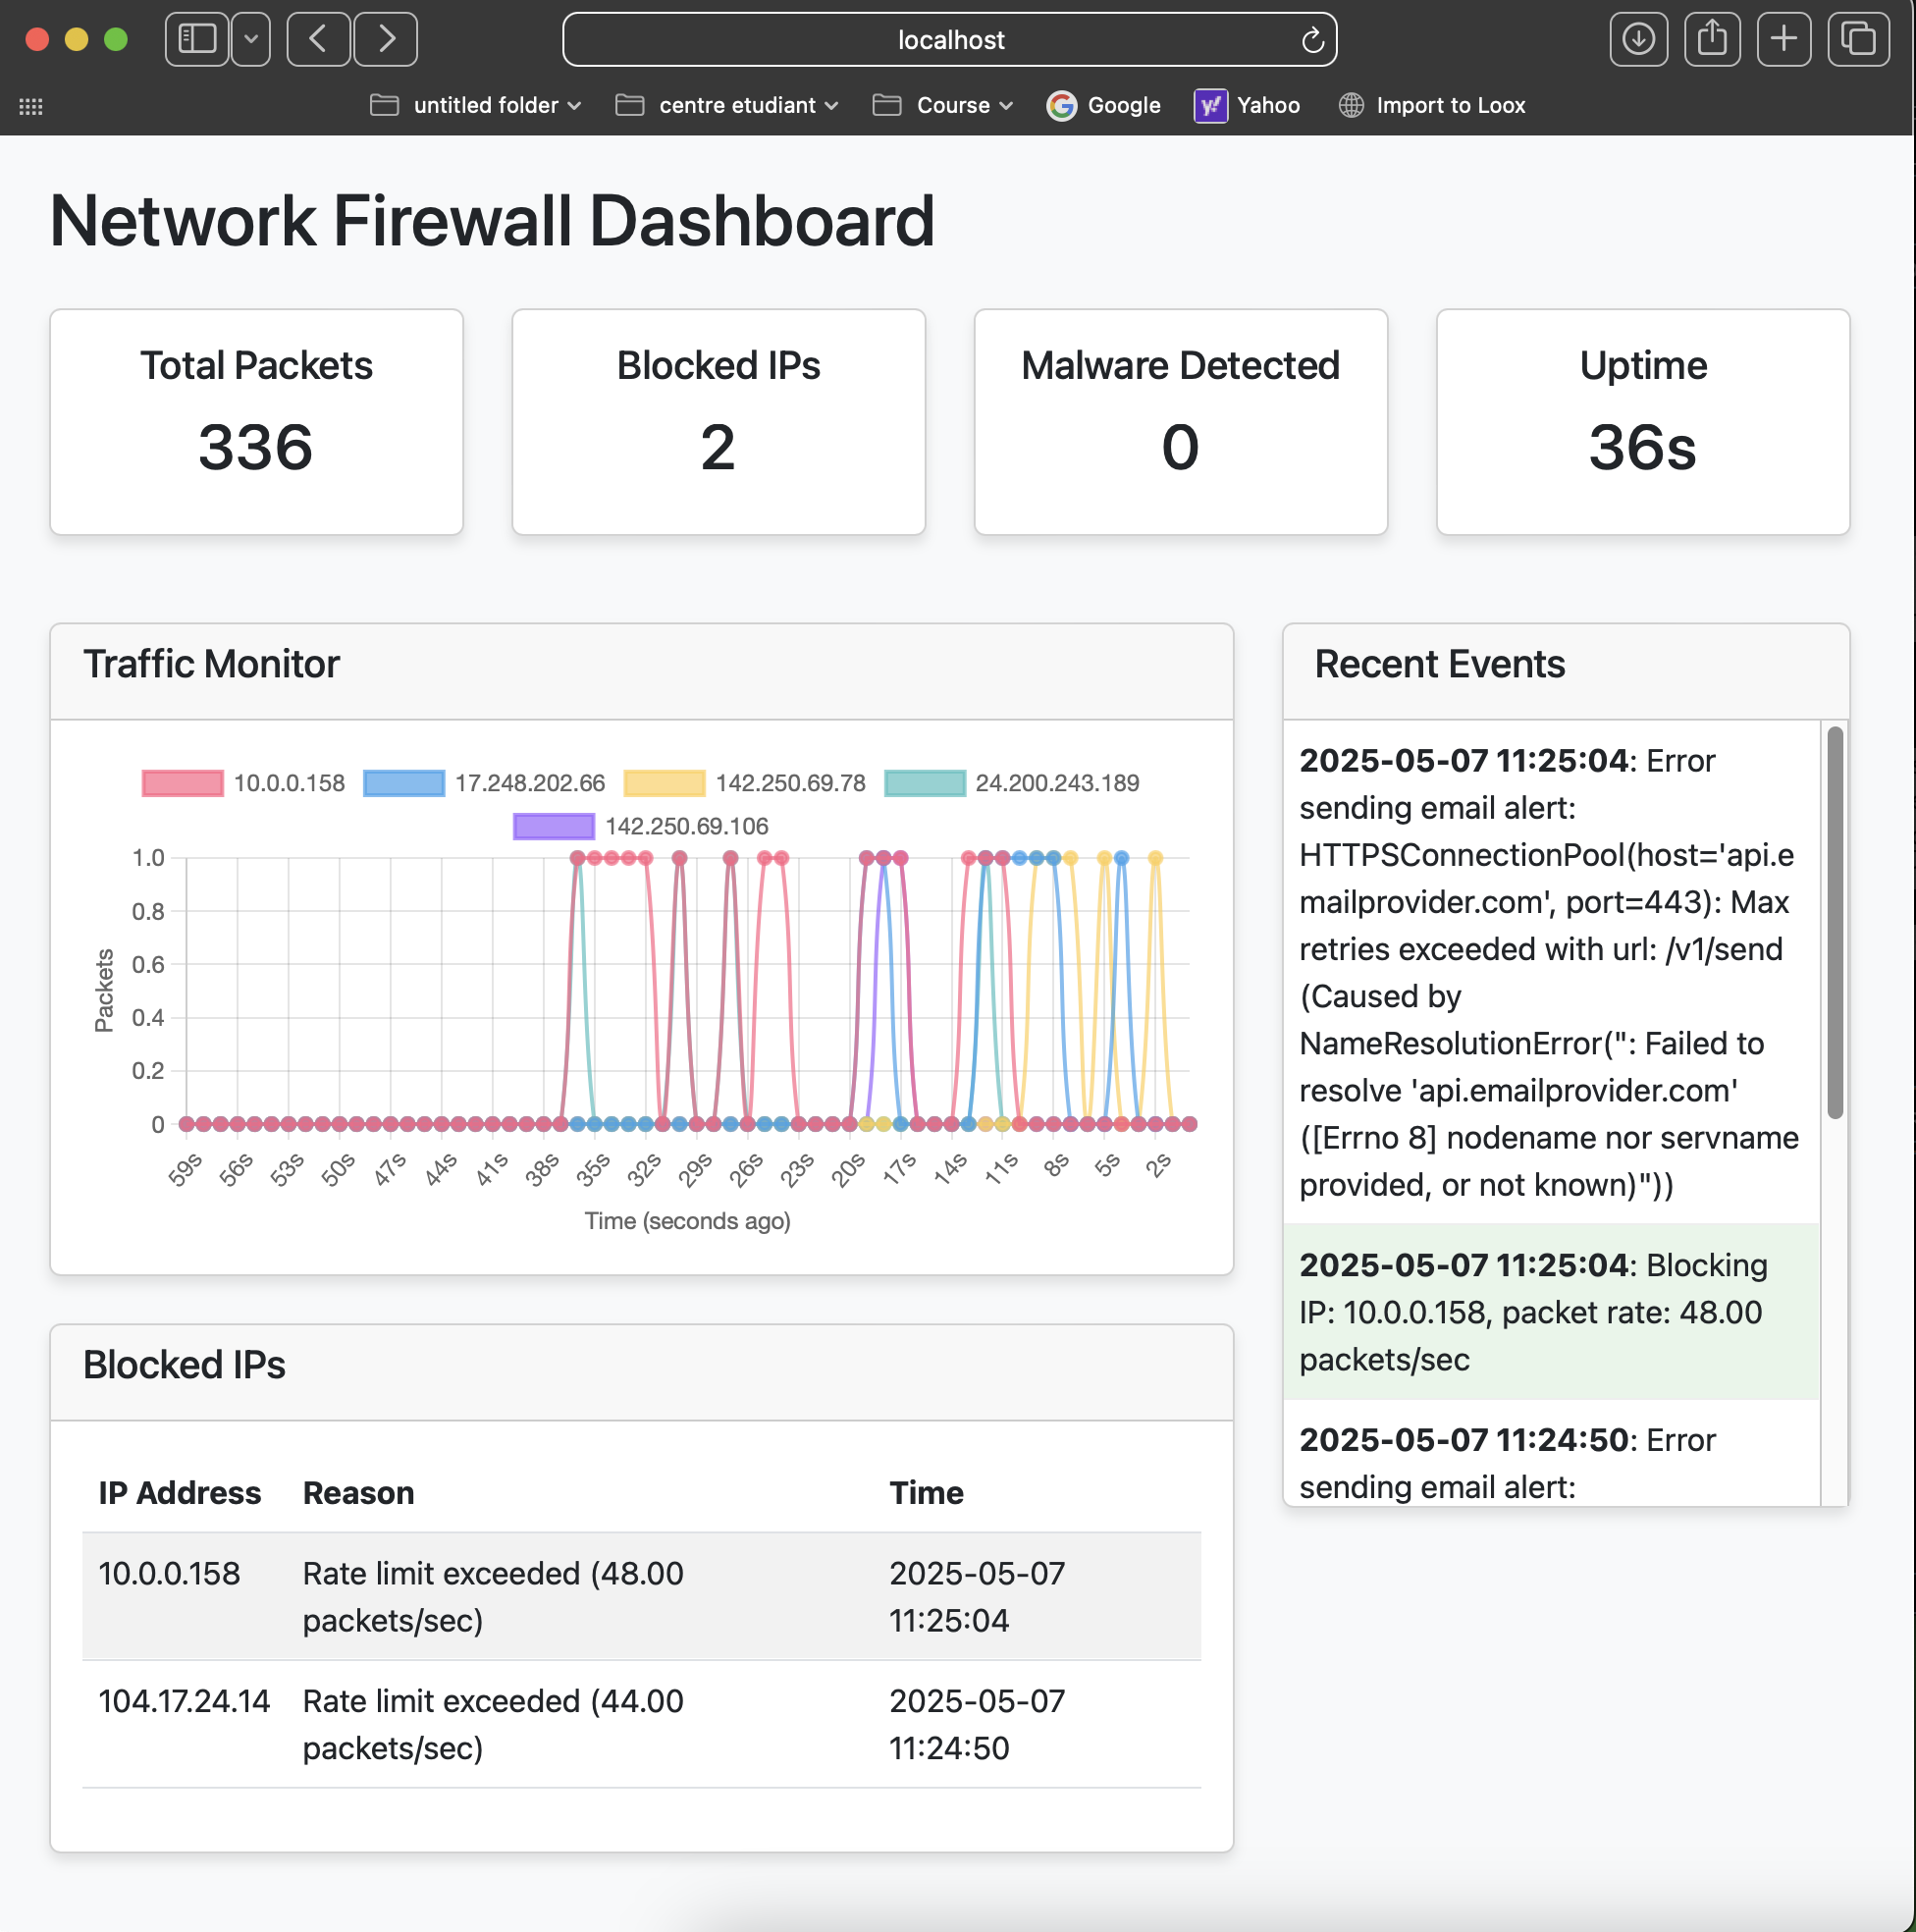 localhost
untitled folder
centre etudiant
Course
Google
Yahoo
Import to Loox
Network Firewall Dashboard
Total Packets
336
Blocked IPs
2
Malware Detected
0
Uptime
36s
Traffic Monitor
10.0.0.158
17.248.202.66
142.250.69.78
24.200.243.189
142.250.69.106
1.0
0.8
0.6
0.4
0.2
0
Packets
59s
56s
53s
50s
47s
44s
41s
38s
35s
32s
29s
26s
23s
20s
17s
14s
11s
8s
5s
2s
Time (seconds ago)
Recent Events
2025-05-07 11:25:04: Error
sending email alert:
HTTPSConnectionPool(host='api.e
mailprovider.com', port=443): Max
retries exceeded with url: /v1/send
(Caused by
NameResolutionError(": Failed to
resolve 'api.emailprovider.com'
([Errno 8] nodename nor servname
provided, or not known)"))
2025-05-07 11:25:04: Blocking
IP: 10.0.0.158, packet rate: 48.00
packets/sec
2025-05-07 11:24:50: Error
sending email alert:
Blocked IPs
IP Address Reason Time
10.0.0.158 Rate limit exceeded (48.00 2025-05-07
packets/sec) 11:25:04
104.17.24.14 Rate limit exceeded (44.00 2025-05-07
packets/sec) 11:24:50